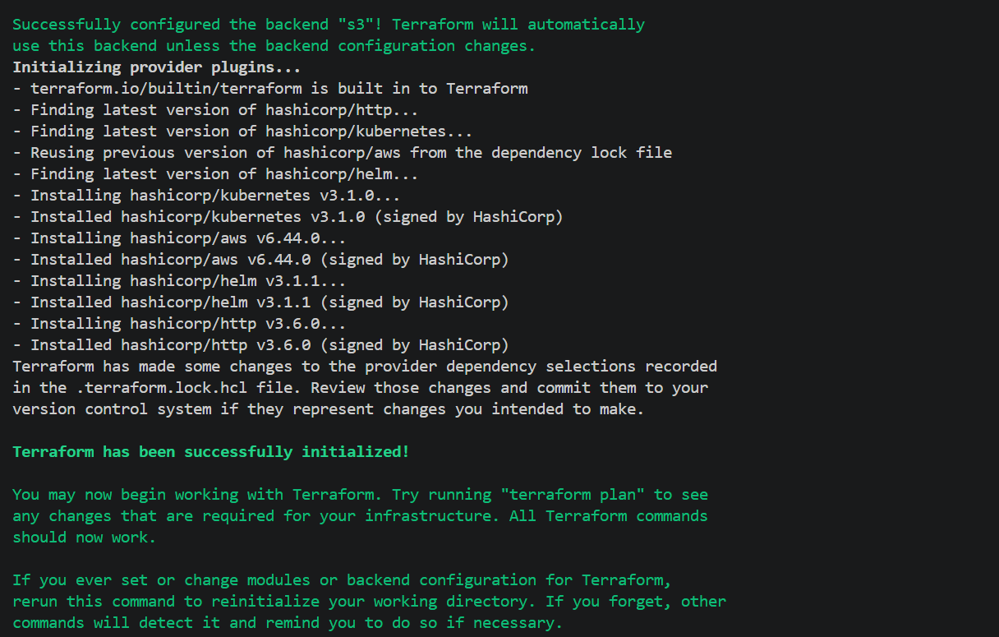 Successfully configured the backend "s3"! Terraform will automatically
use this backend unless the backend configuration changes.
Initializing provider plugins...
- terraform.io/builtin/terraform is built in to Terraform
- Finding latest version of hashicorp/http...
- Finding latest version of hashicorp/kubernetes...
- Reusing previous version of hashicorp/aws from the dependency lock file
- Finding latest version of hashicorp/helm...
- Installing hashicorp/kubernetes v3.1.0...
- Installed hashicorp/kubernetes v3.1.0 (signed by HashiCorp)
- Installing hashicorp/aws v6.44.0...
- Installed hashicorp/aws v6.44.0 (signed by HashiCorp)
- Installing hashicorp/helm v3.1.1...
- Installed hashicorp/helm v3.1.1 (signed by HashiCorp)
- Installing hashicorp/http v3.6.0...
- Installed hashicorp/http v3.6.0 (signed by HashiCorp)
Terraform has made some changes to the provider dependency selections recorded
in the .terraform.lock.hcl file. Review those changes and commit them to your
version control system if they represent changes you intended to make.
Terraform has been successfully initialized!
You may now begin working with Terraform. Try running "terraform plan" to see
any changes that are required for your infrastructure. All Terraform commands
should now work.
If you ever set or change modules or backend configuration for Terraform,
rerun this command to reinitialize your working directory. If you forget, other
commands will detect it and remind you to do so if necessary.